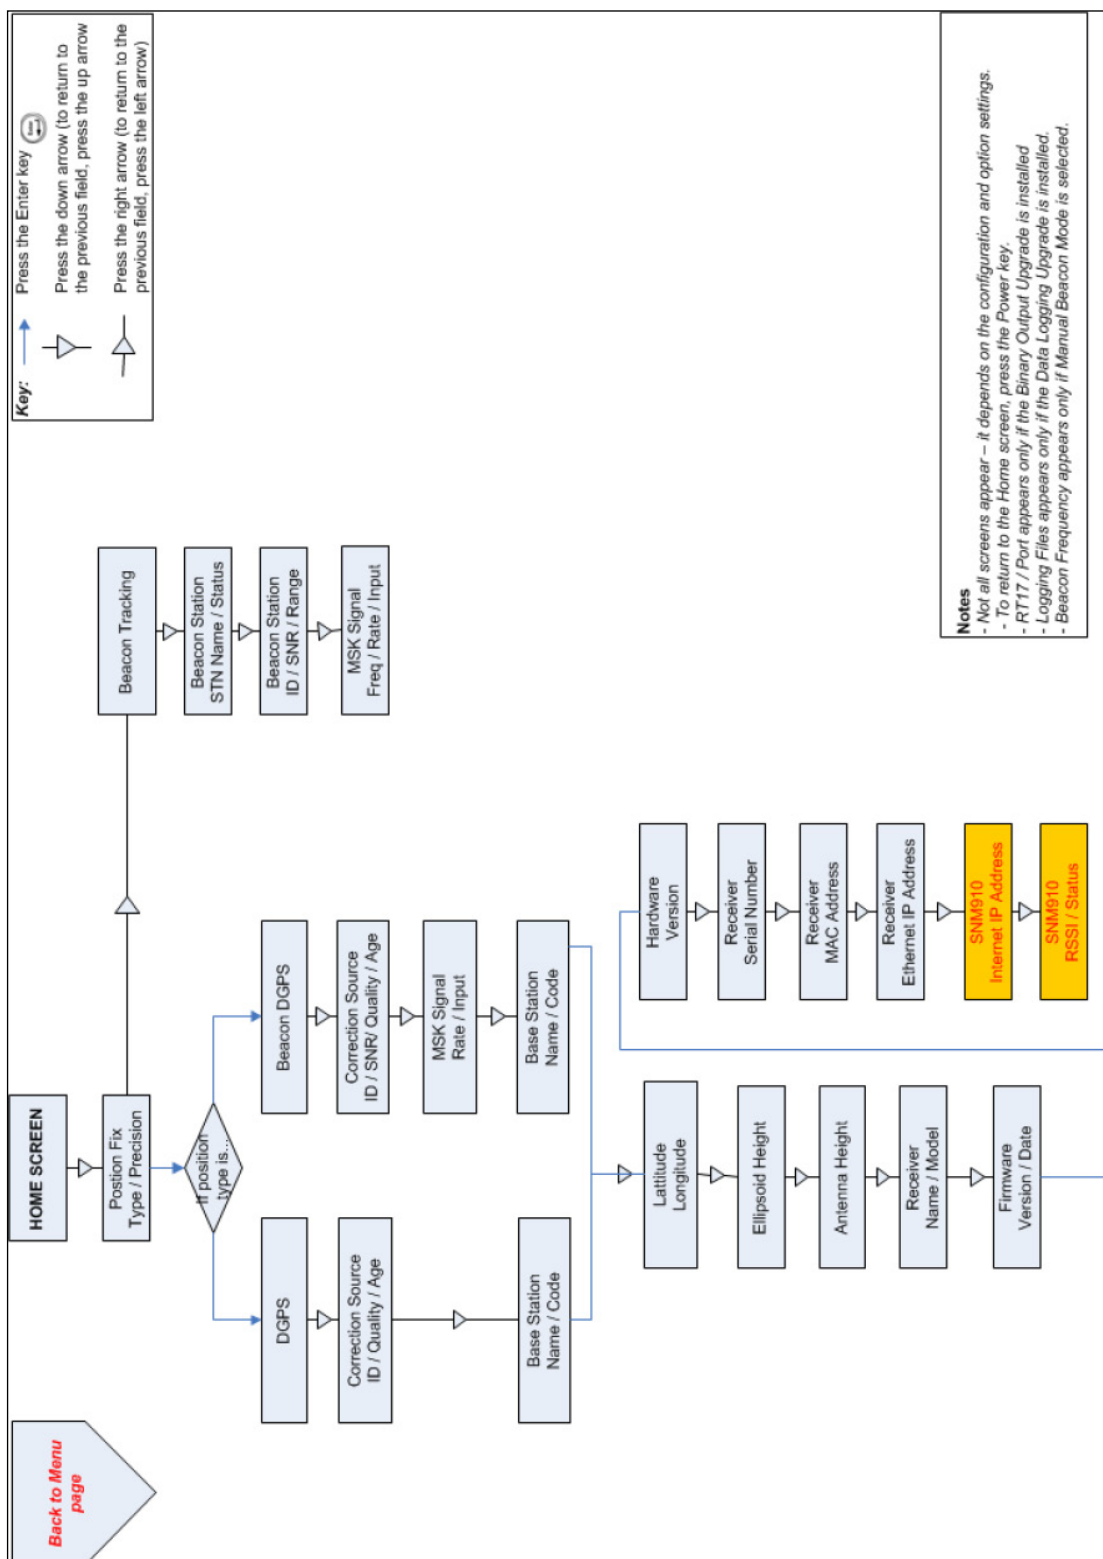 Back to Menu
page
HOME SCREEN
Postion Fix
Type / Precision
If position
type is...
DGPS
Correction Source
ID / Quality / Age
Base Station
Name / Code
Beacon DGPS
Correction Source
ID / SNR/ Quality / Age
MSK Signal
Rate / Input
Base Station
Name / Code
Beacon Tracking
Beacon Station
STN Name / Status
Beacon Station
ID / SNR / Range
MSK Signal
Freq / Rate / Input
Lattitude
Longitude
Ellipsoid Height
Antenna Height
Receiver
Name / Model
Firmware
Version / Date
Hardware
Version
Receiver
Serial Number
Receiver
MAC Address
Receiver
Ethernet IP Address
SNM910
Internet IP Address
SNM910
RSSI / Status
Key:
Press the Enter key
Press the down arrow (to return to
the previous field, press the up arrow
Press the right arrow (to return to the
previous field, press the left arrow)
Notes
- Not all screens appear – it depends on the configuration and option settings.
- To return to the Home screen, press the Power key.
- RT17 / Port appears only if the Binary Output Upgrade is installed
- Logging Files appears only if the Data Logging Upgrade is installed.
- Beacon Frequency appears only if Manual Beacon Mode is selected.